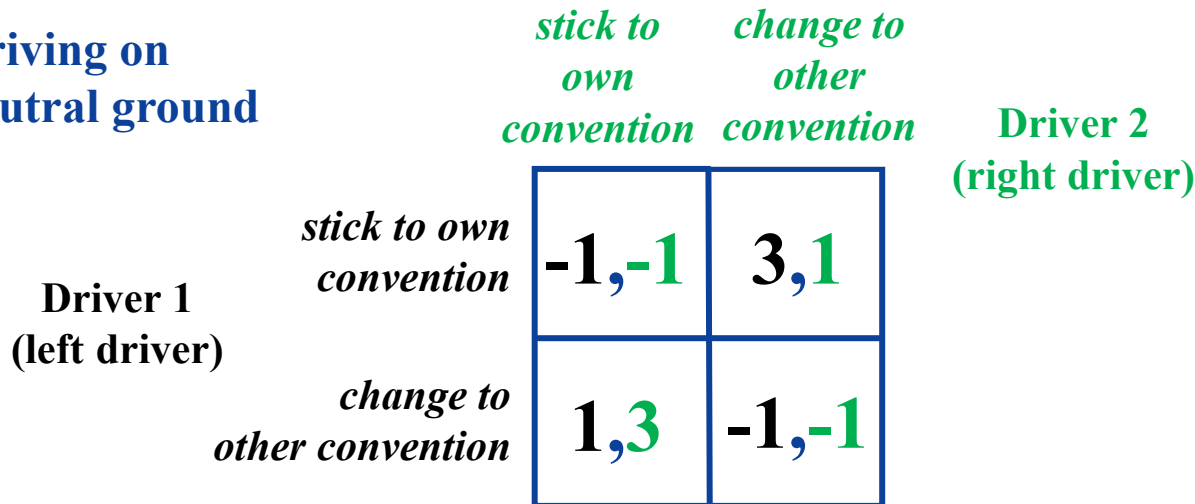 riving on
utral ground
stick to
own
convention
change to
other
convention
Driver 2
(right driver)
Driver 1
(left driver)
stick to own
convention
-1,-1
3,1
change to
other convention
1,3
-1,-1